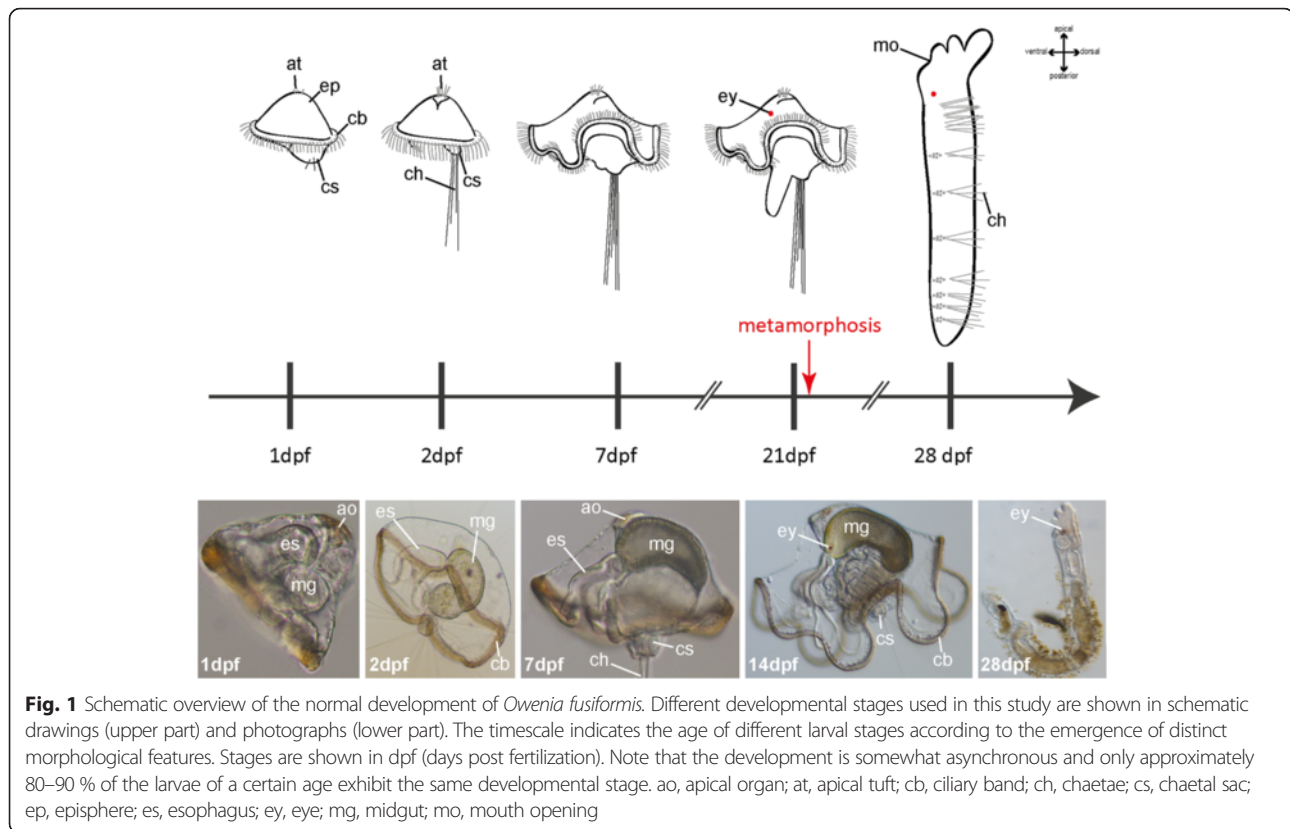 at
ep
cb
cs
at
ch
cs
ey
mo
ch
apical
ventral
dorsal
posterior
metamorphosis
1dpf
2dpf
7dpf
21dpf
28 dpf
ao
es
mg
1dpf
es
mg
cb
2dpf
ao
es
mg
cs
ch
7dpf
mg
ey
cs
cb
14dpf
ey
28dpf
Fig. 1 Schematic overview of the normal development of Owenia fusiformis. Different developmental stages used in this study are shown in schematic
drawings (upper part) and photographs (lower part). The timescale indicates the age of different larval stages according to the emergence of distinct
morphological features. Stages are shown in dpf (days post fertilization). Note that the development is somewhat asynchronous and only approximately
80–90 % of the larvae of a certain age exhibit the same developmental stage. ao, apical organ; at, apical tuft; cb, ciliary band; ch, chaetae; cs, chaetal sac;
ep, episphere; es, esophagus; ey, eye; mg, midgut; mo, mouth opening